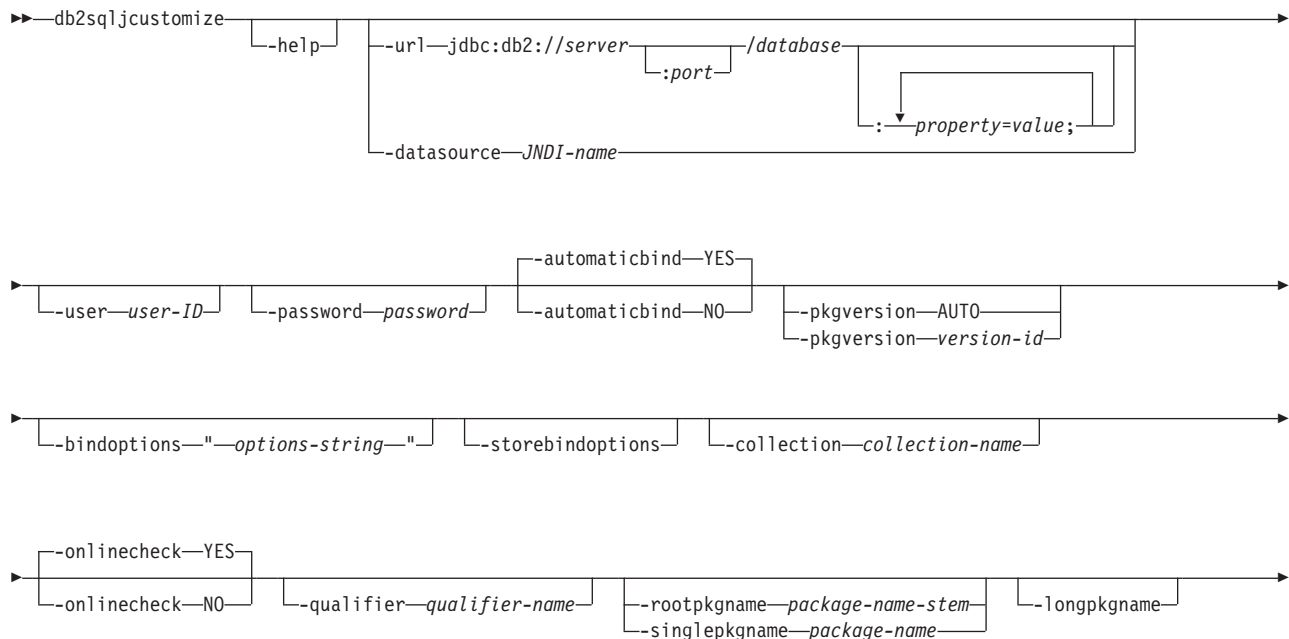 db2sqljcustomize
-help
-url jdbc:db2://server /database
:port
: property=value;
-datasource JNDI-name
-automaticbind YES
-user user-ID -password password -automaticbind NO -pkgversion AUTO
-pkgversion version-id
-bindoptions " options-string " -storebindoptions -collection collection-name
-onlinecheck YES
-onlinecheck NO -qualifier qualifier-name -rootpkgname package-name-stem -longpkgname
-singlepkgname package-name